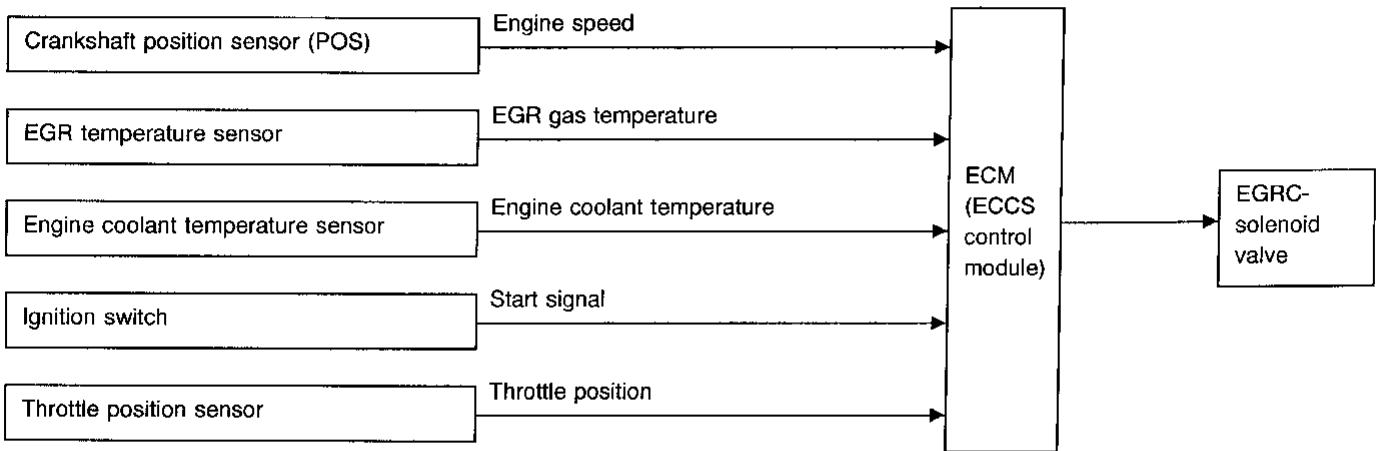 Crankshaft position sensor (POS)
Engine speed
EGR temperature sensor
EGR gas temperature
Engine coolant temperature sensor
Engine coolant temperature
Ignition switch
Start signal
Throttle position sensor
Throttle position
ECM
(ECCS
control
module)
EGRC-
solenoid
valve